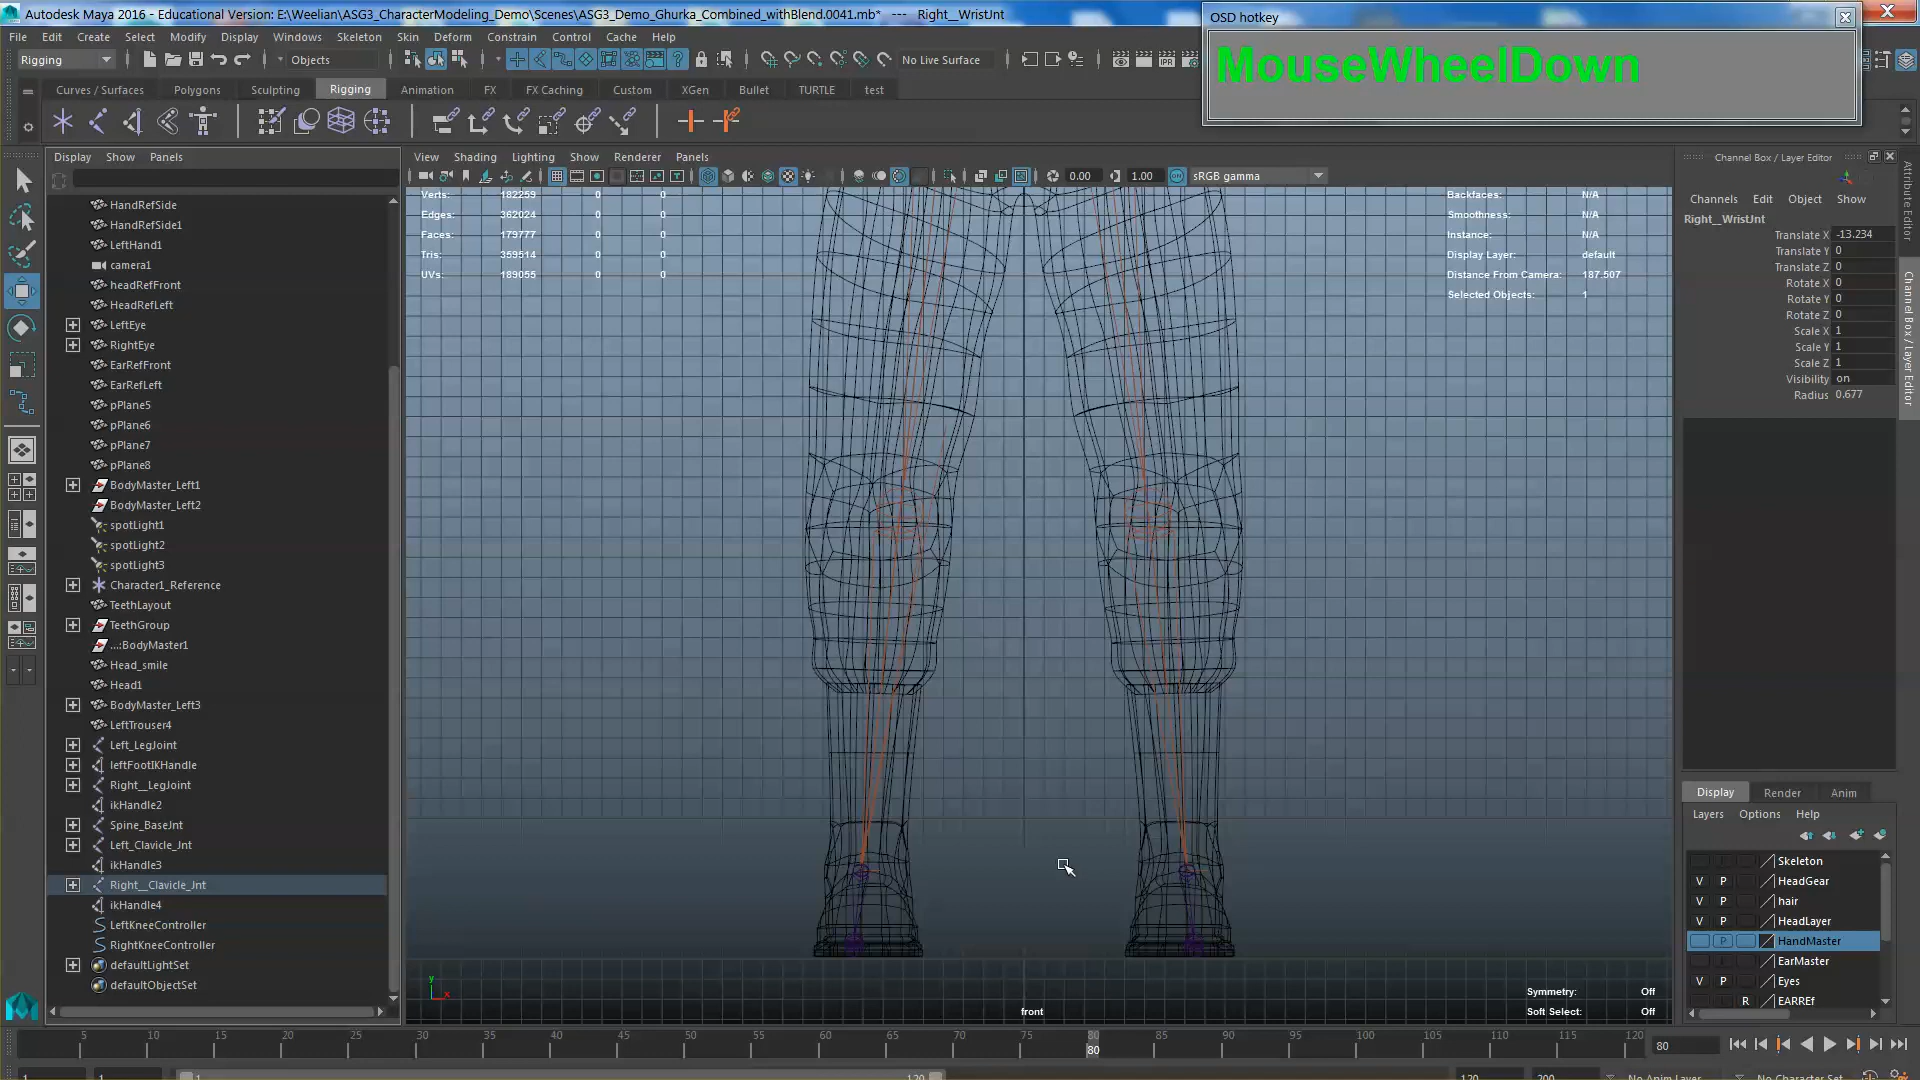 Autodesk Maya 2016 - Educational Version: E:\Weelian\ASG3_CharacterModeling_Demo\Scenes\ASG3_Demo_Ghurka_Combined_withBlend.0041.mb* --- Right__WristJnt
OSD hotkey
MouseWheelDown
File Edit Create Select Modify Display Windows Skeleton Skin Deform Constrain Control Cache Help
Rigging Objects No Live Surface
Curves / Surfaces Polygons Sculpting Rigging Animation FX FX Caching Custom XGen Bullet TURTLE test
Display Show Panels
View Shading Lighting Show Renderer Panels
0.00 1.00 sRGB gamma
Channel Box / Layer Editor
Channels Edit Object Show
Right__WristJnt
Translate X -13.234
Translate Y 0
Translate Z 0
Rotate X 0
Rotate Y 0
Rotate Z 0
Scale X 1
Scale Y 1
Scale Z 1
Visibility on
Radius 0.677
Attribute Editor
Channel Box / Layer Editor
Verts: 182259 0 0
Edges: 362024 0 0
Faces: 179777 0 0
Tris: 359514 0 0
UVs: 189055 0 0
Backfaces: N/A
Smoothness: N/A
Instance: N/A
Display Layer: default
Distance From Camera: 187.507
Selected Objects: 1
HandRefSide
HandRefSide1
LeftHand1
camera1
headRefFront
HeadRefLeft
LeftEye
RightEye
EarRefFront
EarRefLeft
pPlane5
pPlane6
pPlane7
pPlane8
BodyMaster_Left1
BodyMaster_Left2
spotLight1
spotLight2
spotLight3
Character1_Reference
TeethLayout
TeethGroup
...:BodyMaster1
Head_smile
Head1
BodyMaster_Left3
LeftTrouser4
Left_LegJoint
leftFootIKHandle
Right__LegJoint
ikHandle2
Spine_BaseJnt
Left_Clavicle_Jnt
ikHandle3
Right__Clavicle_Jnt
ikHandle4
LeftKneeController
RightKneeController
defaultLightSet
defaultObjectSet
y
x
front
Symmetry: Off
Soft Select: Off
Display Render Anim
Layers Options Help
Skeleton
V P HeadGear
V P hair
V P HeadLayer
P HandMaster
EarMaster
V P Eyes
R EARREf
5 10 15 20 25 30 35 40 45 50 55 60 65 70 75 80 85 90 95 100 105 110 115 120
80
80
1 1 1 120 120 200 No Anim Layer No Character Set